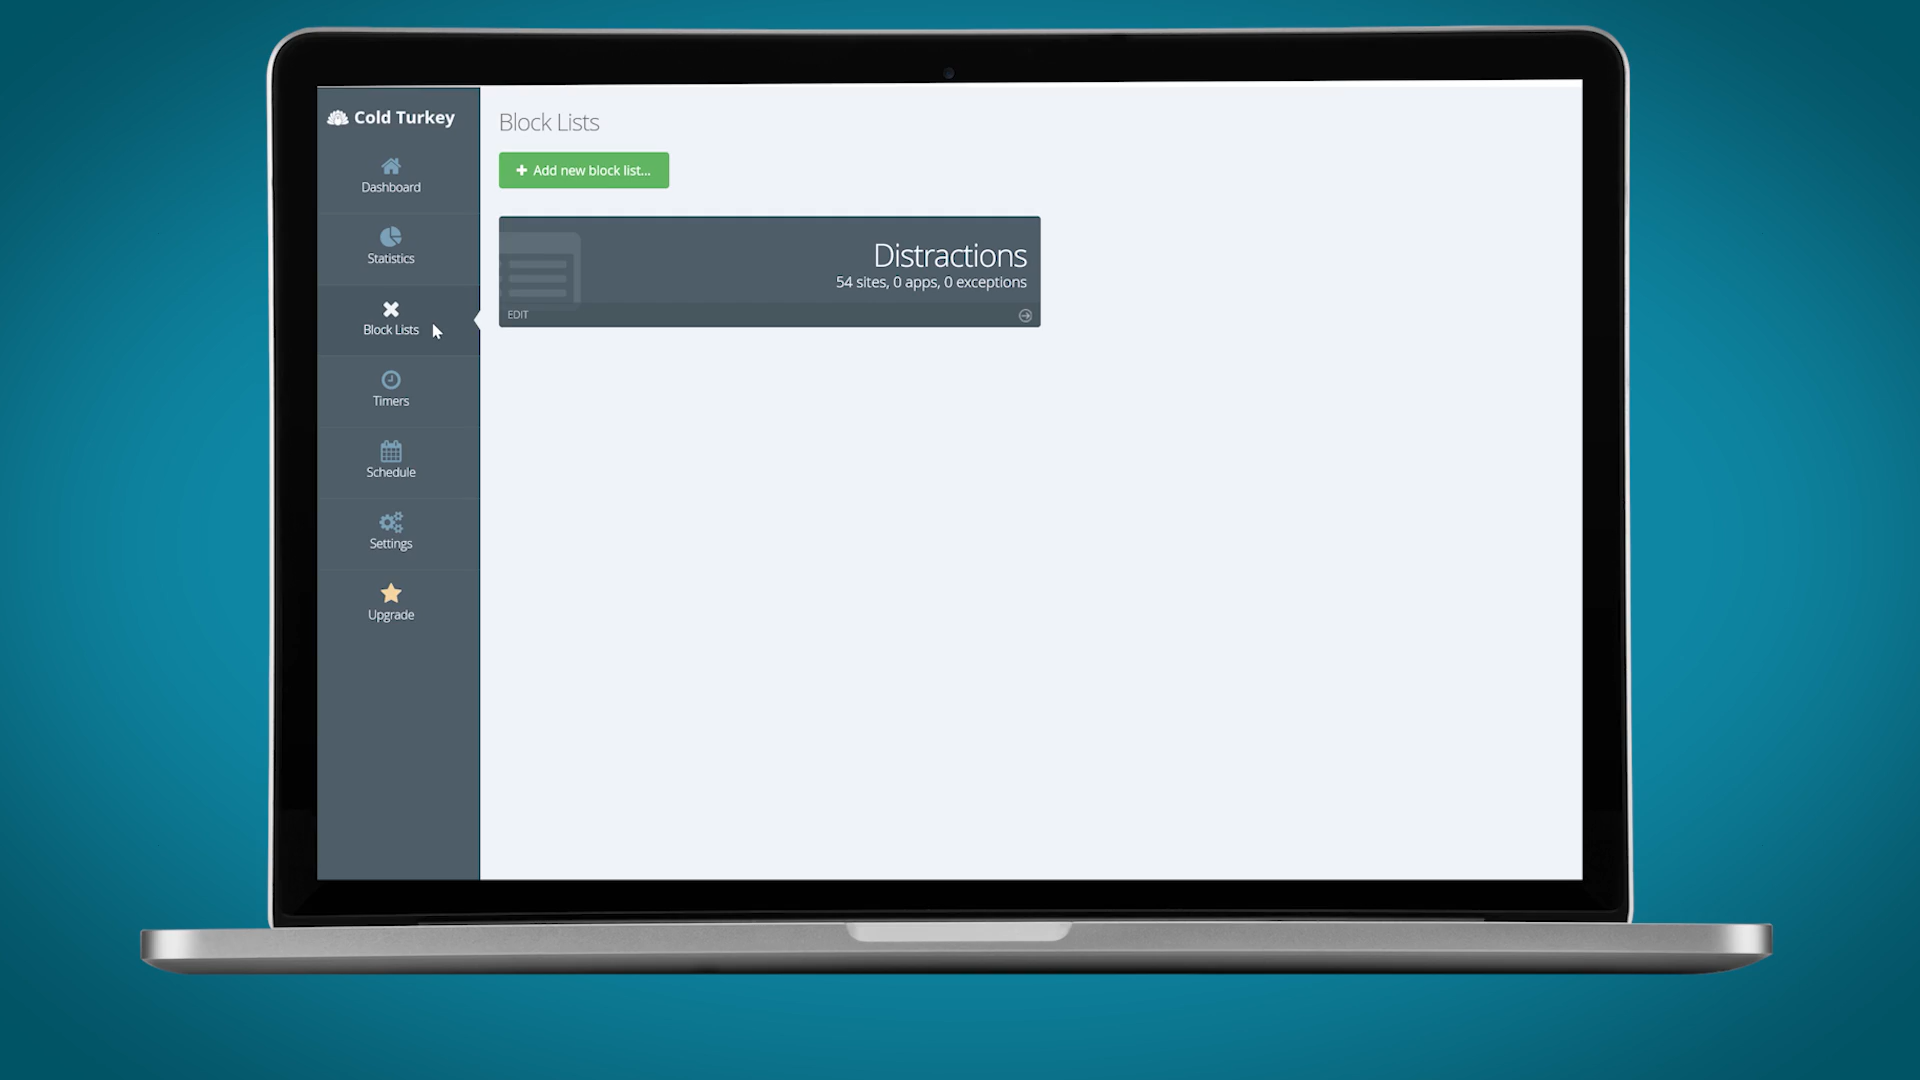 Cold Turkey
Dashboard
Statistics
Block Lists
Timers
Schedule
Settings
Upgrade
Block Lists
Add new block list...
Distractions
54 sites, 0 apps, 0 exceptions
EDIT